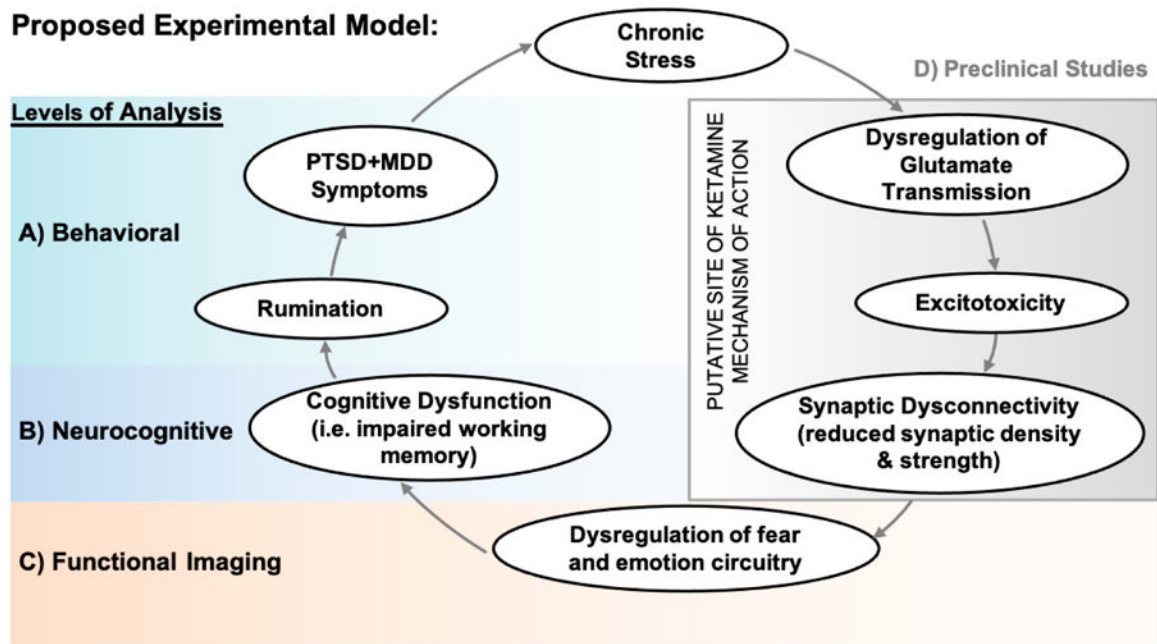 Proposed Experimental Model:
Chronic
Stress
D) Preclinical Studies
Levels of Analysis
PTSD+MDD
Symptoms
A) Behavioral
Rumination
PUTATIVE SITE OF KETAMINE
MECHANISM OF ACTION
Dysregulation of
Glutamate
Transmission
Excitotoxicity
B) Neurocognitive
Cognitive Dysfunction
(i.e. impaired working
memory)
Synaptic Dysconnectivity
(reduced synaptic density
& strength)
C) Functional Imaging
Dysregulation of fear
and emotion circuitry